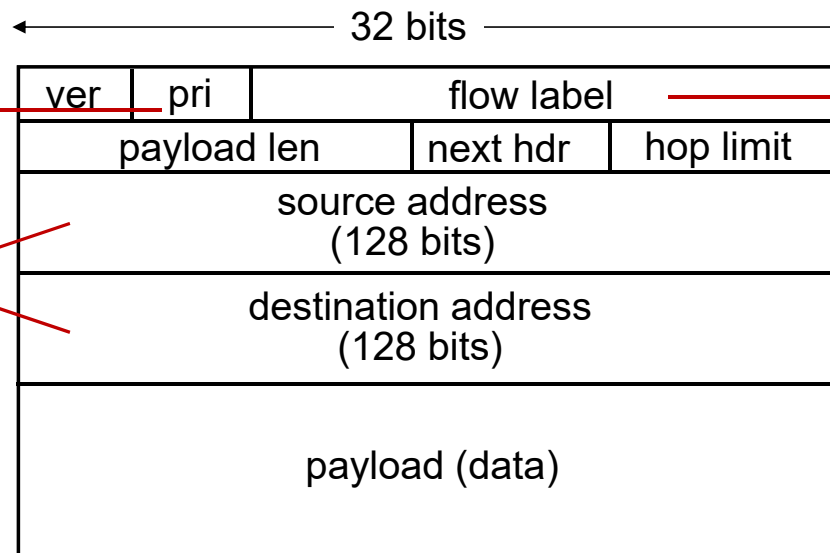 32 bits
ver pri flow label
payload len next hdr hop limit
source address
(128 bits)
destination address
(128 bits)
payload (data)